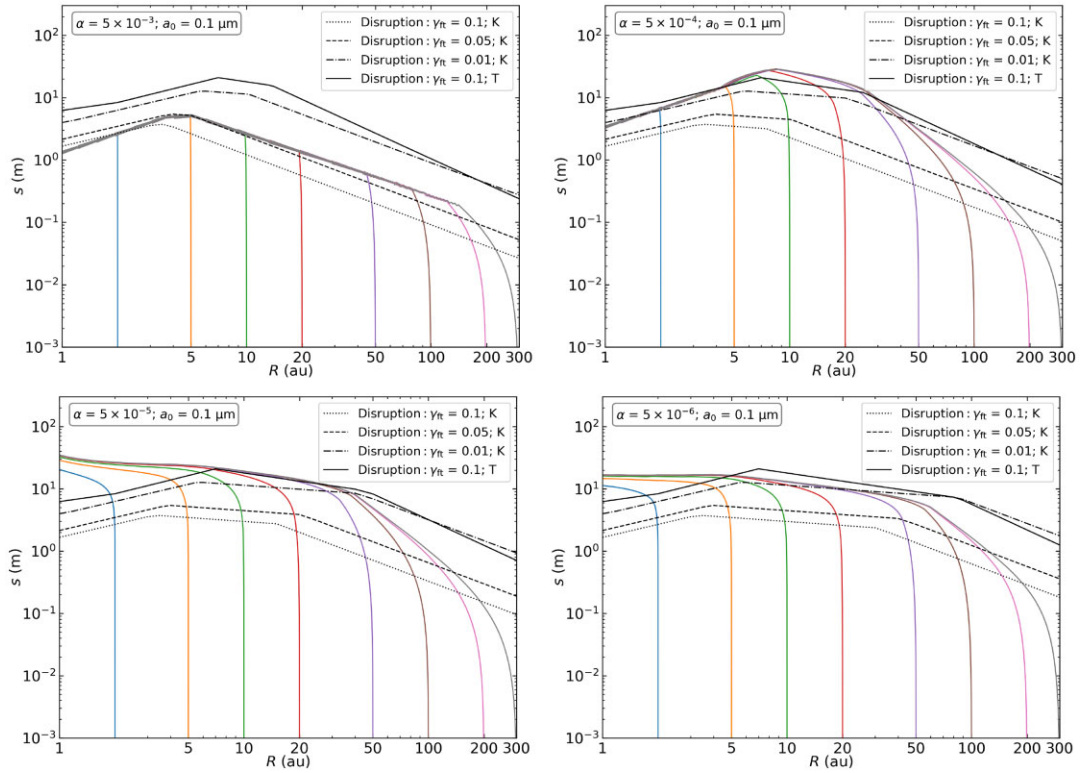 α = 5 × 10⁻³; a₀ = 0.1 μm
Disruption: γft = 0.1; K
Disruption: γft = 0.05; K
Disruption: γft = 0.01; K
Disruption: γft = 0.1; T
10²
10¹
10⁰
10⁻¹
10⁻²
10⁻³
s (m)
1 5 10 20 50 100 200 300
R (au)
α = 5 × 10⁻⁴; a₀ = 0.1 μm
Disruption: γft = 0.1; K
Disruption: γft = 0.05; K
Disruption: γft = 0.01; K
Disruption: γft = 0.1; T
10²
10¹
10⁰
10⁻¹
10⁻²
10⁻³
s (m)
1 5 10 20 50 100 200 300
R (au)
α = 5 × 10⁻⁵; a₀ = 0.1 μm
Disruption: γft = 0.1; K
Disruption: γft = 0.05; K
Disruption: γft = 0.01; K
Disruption: γft = 0.1; T
10²
10¹
10⁰
10⁻¹
10⁻²
10⁻³
s (m)
1 5 10 20 50 100 200 300
R (au)
α = 5 × 10⁻⁶; a₀ = 0.1 μm
Disruption: γft = 0.1; K
Disruption: γft = 0.05; K
Disruption: γft = 0.01; K
Disruption: γft = 0.1; T
10²
10¹
10⁰
10⁻¹
10⁻²
10⁻³
s (m)
1 5 10 20 50 100 200 300
R (au)